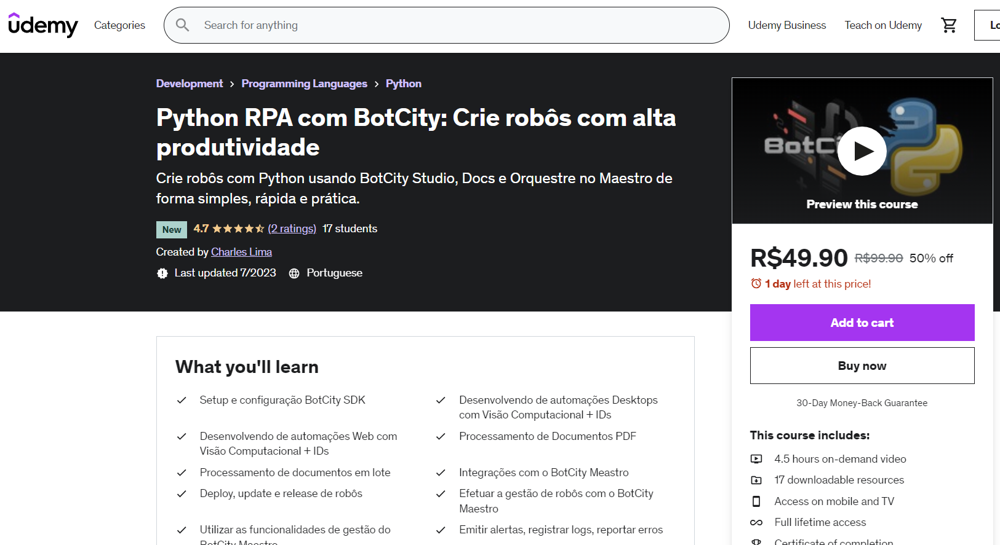 udemy
Categories
Search for anything
Udemy Business
Teach on Udemy
Development > Programming Languages > Python
Python RPA com BotCity: Crie robôs com alta
produtividade
Crie robôs com Python usando BotCity Studio, Docs e Orquestre no Maestro de
forma simples, rápida e prática.
New 4.7 (2 ratings) 17 students
Created by Charles Lima
Last updated 7/2023 Portuguese
What you'll learn
Setup e configuração BotCity SDK
Desenvolvendo de automações Desktops
com Visão Computacional + IDs
Desenvolvendo de automações Web com
Visão Computacional + IDs
Processamento de Documentos PDF
Processamento de documentos em lote
Integrações com o BotCity Meastro
Deploy, update e release de robôs
Efetuar a gestão de robôs com o BotCity
Maestro
Utilizar as funcionalidades de gestão do
BotCity Maestro
Emitir alertas, registrar logs, reportar erros
BotCi
Preview this course
R$49.90 R$99.90 50% off
1 day left at this price!
Add to cart
Buy now
30-Day Money-Back Guarantee
This course includes:
4.5 hours on-demand video
17 downloadable resources
Access on mobile and TV
Full lifetime access
Certificate of completion